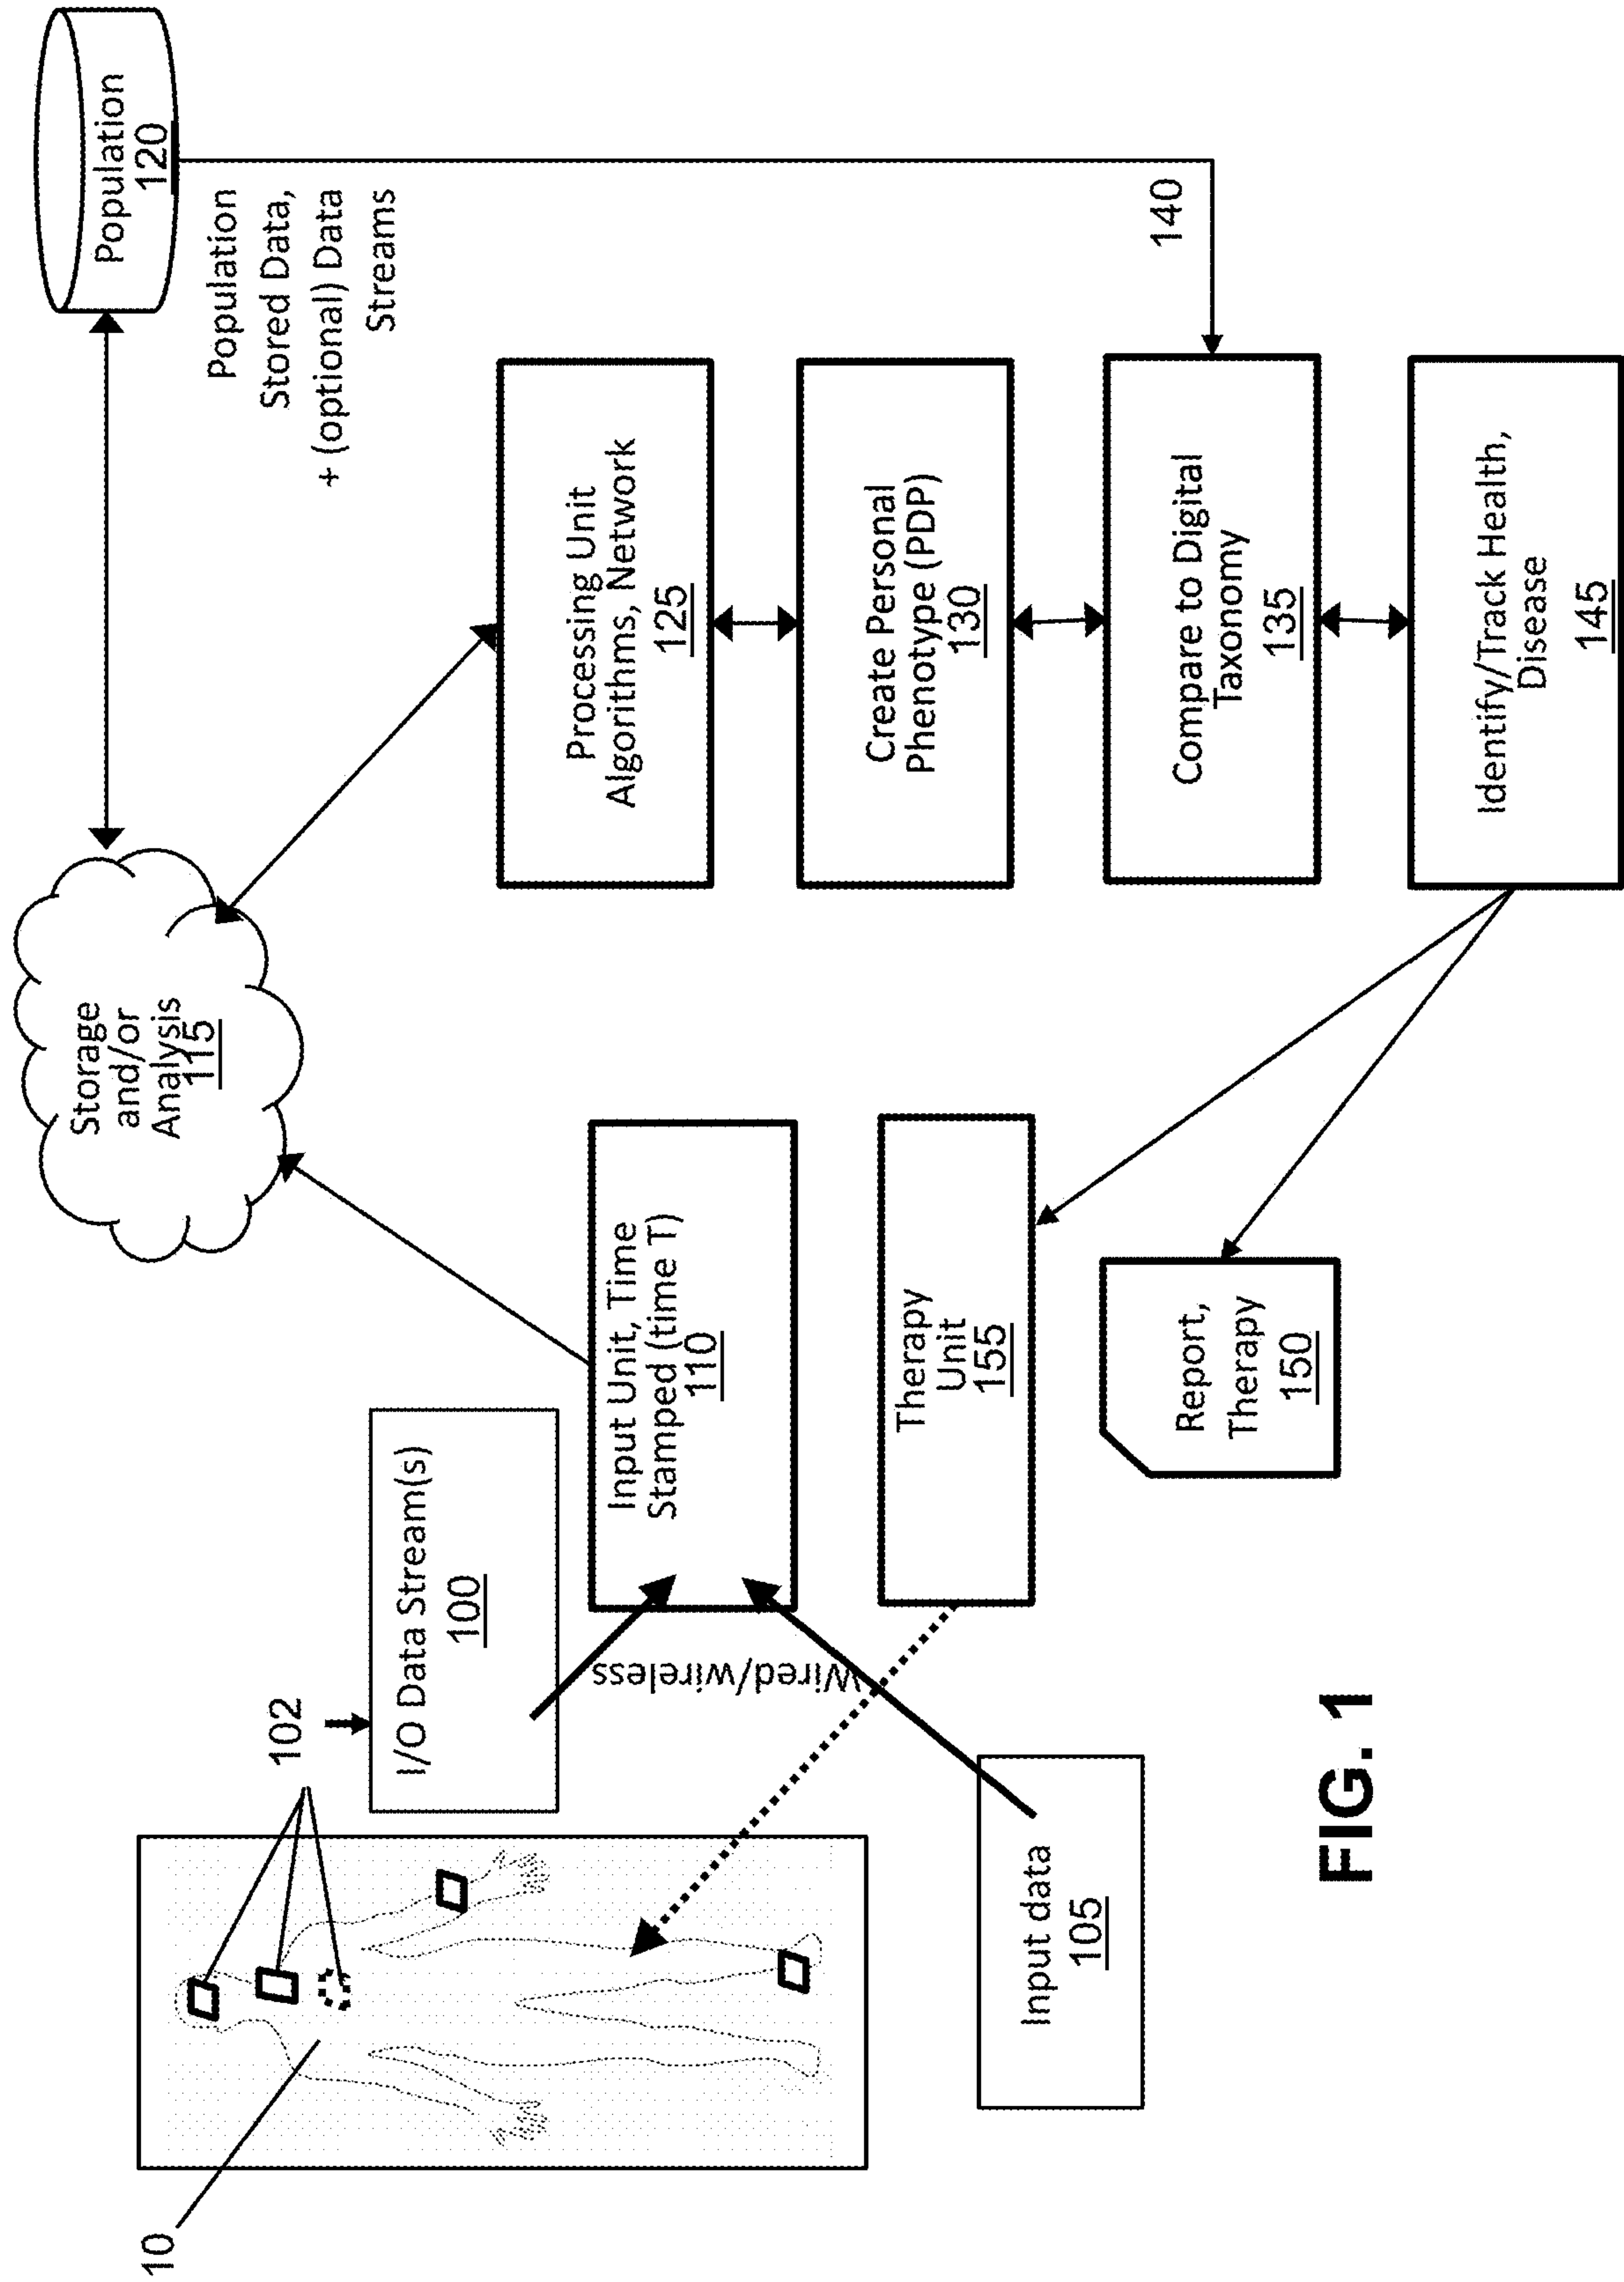 10
102
I/O Data Stream(s)
100
Input data
105
Wired/wireless
Input Unit, Time
Stamped (time T)
110
Storage
and/or
Analysis
115
Population
120
Population
Stored Data,
+ (optional) Data
Streams
Processing Unit
Algorithms, Network
125
Create Personal
Phenotype (PDP)
130
Compare to Digital
Taxonomy
135
140
Identify/Track Health,
Disease
145
Therapy
Unit
155
Report,
Therapy
150
FIG. 1